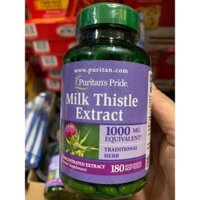 www.puritan.com
Puritan's Pride
Milk Thistle
Extract
1000 MG
EQUIVALENT*
TRADITIONAL
HERB
180